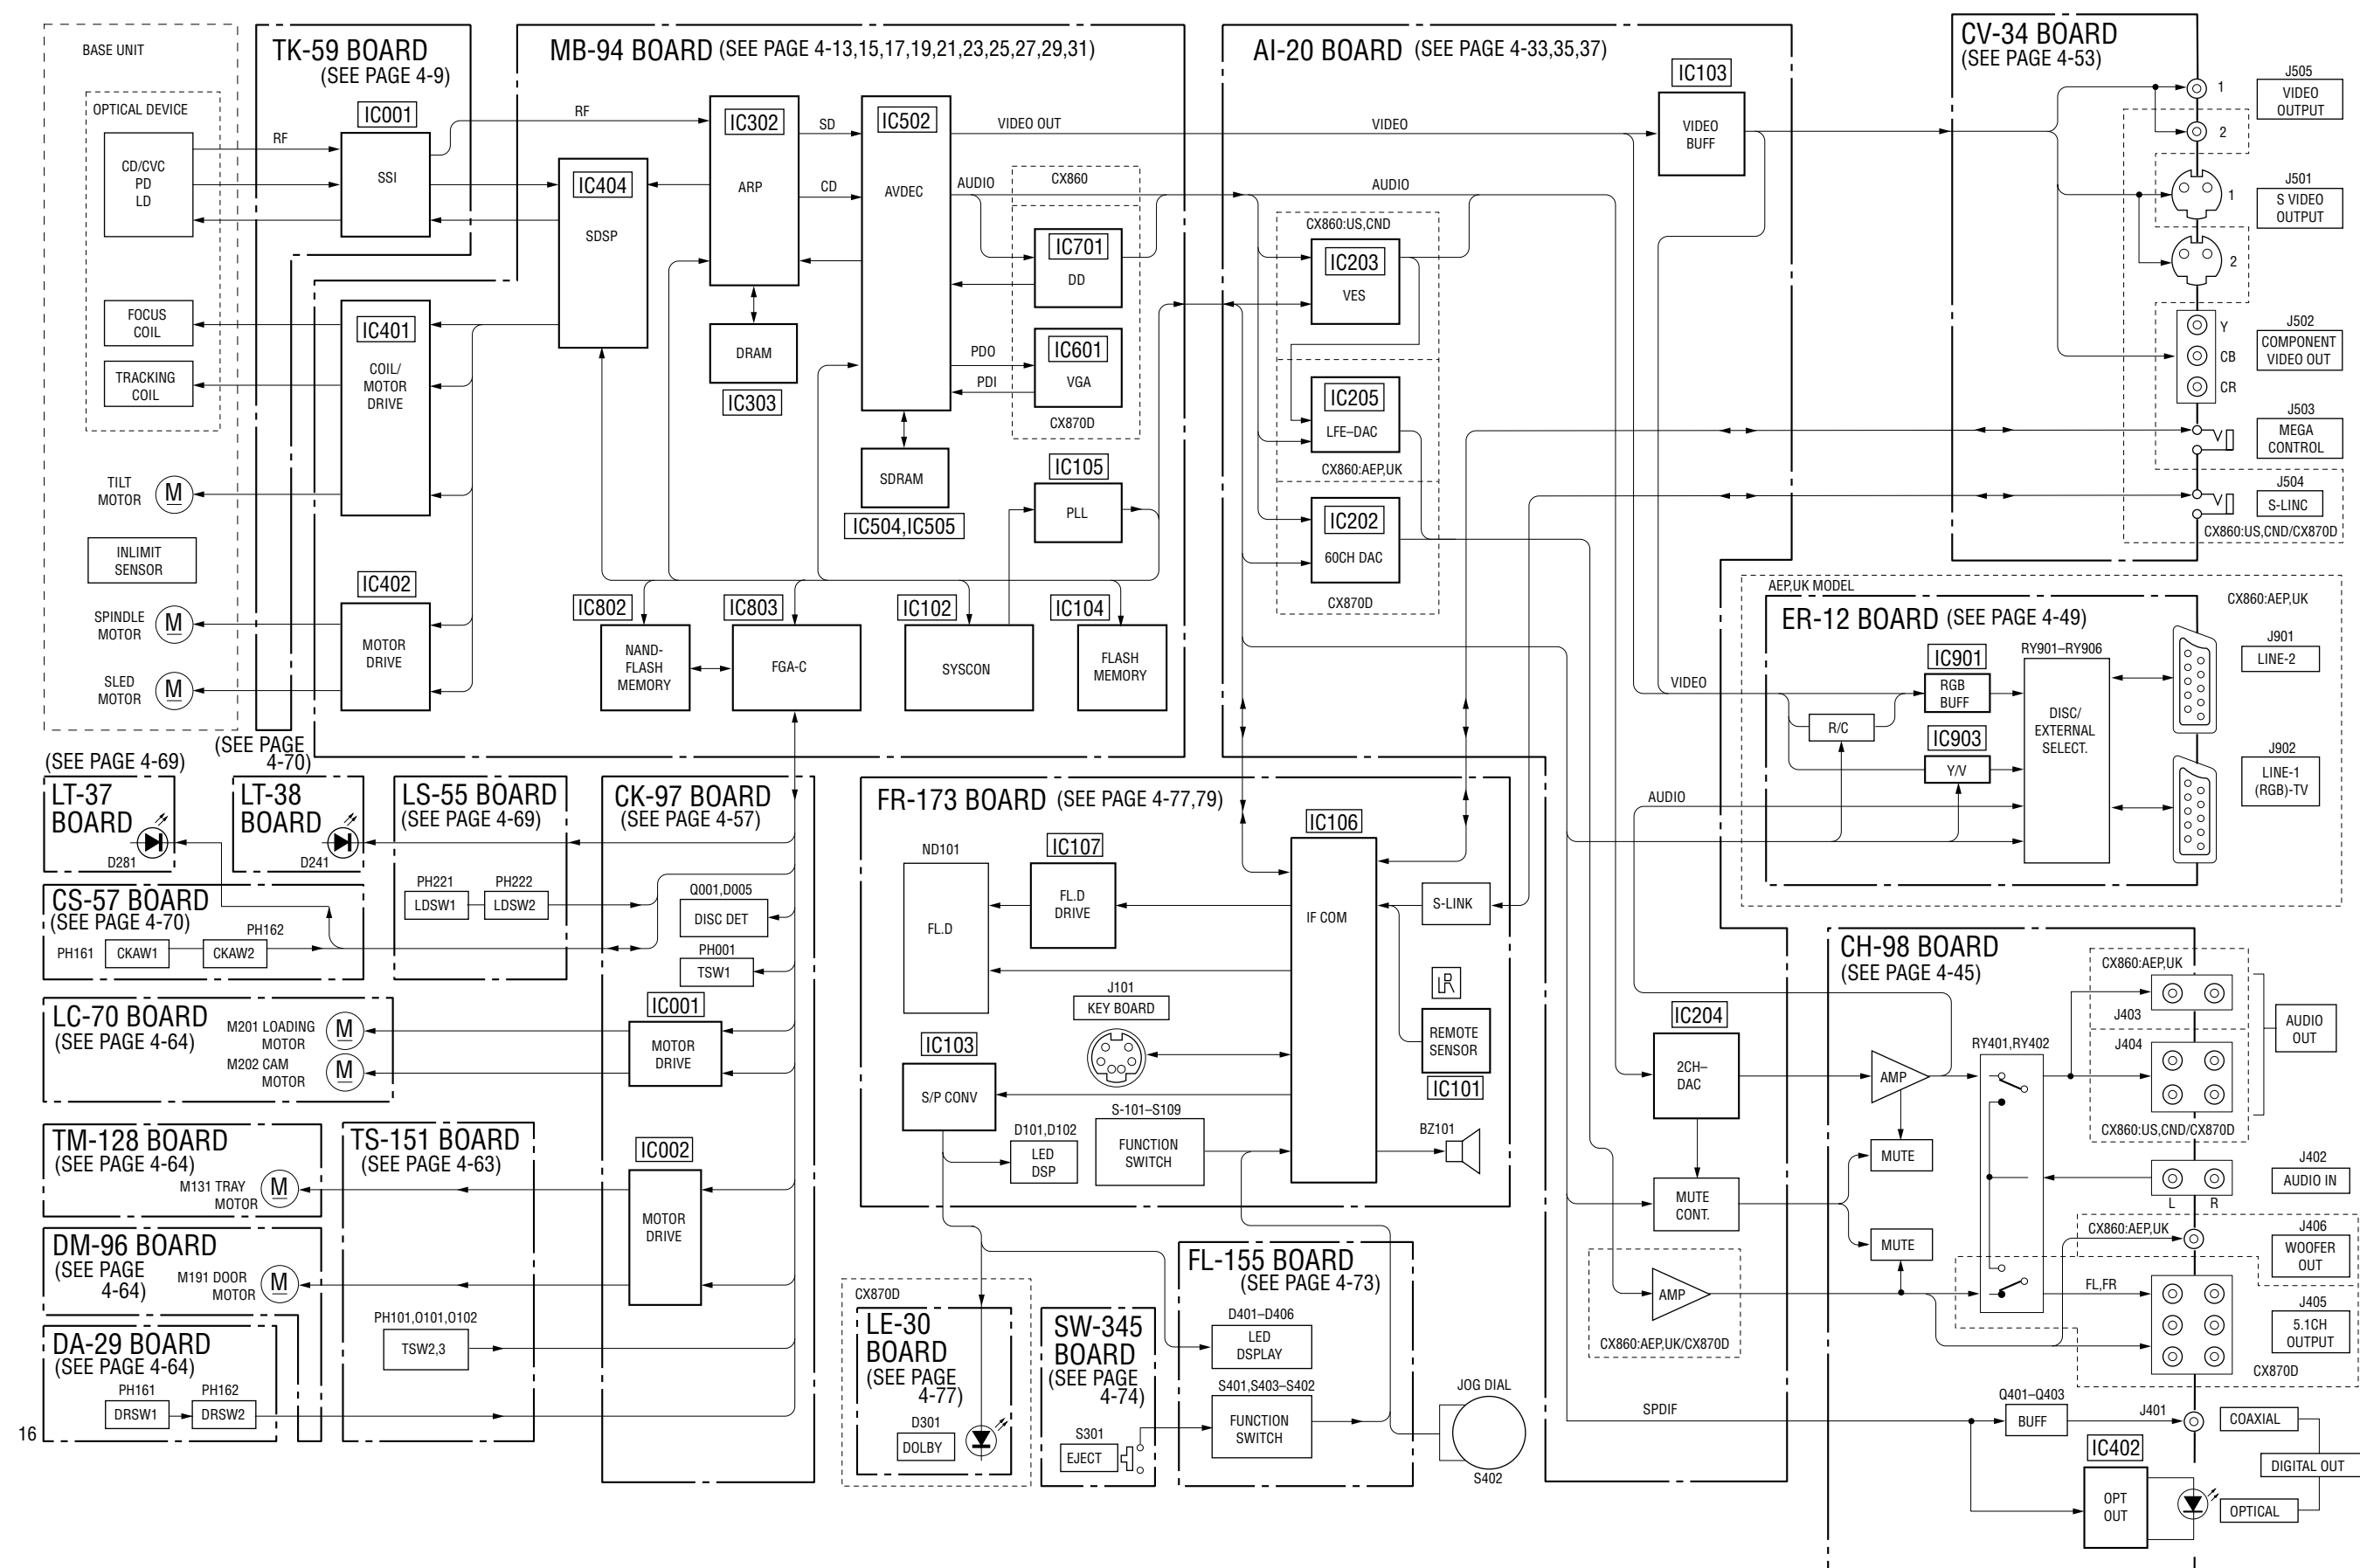 BASE UNIT
OPTICAL DEVICE
CD/CVC
PD
LD
FOCUS
COIL
TRACKING
COIL
TILT
MOTOR
M
INLIMIT
SENSOR
SPINDLE
MOTOR
M
SLED
MOTOR
M
RF
TK-59 BOARD
(SEE PAGE 4-9)
IC001
SSI
MB-94 BOARD (SEE PAGE 4-13,15,17,19,21,23,25,27,29,31)
RF
IC404
SDSP
IC401
COIL/
MOTOR
DRIVE
IC402
MOTOR
DRIVE
IC302
ARP
SD
CD
DRAM
IC303
IC502
AVDEC
VIDEO OUT
AUDIO
CX860
IC701
DD
PDO
PDI
IC601
VGA
CX870D
SDRAM
IC504,IC505
IC105
PLL
IC802
NAND-
FLASH
MEMORY
IC803
FGA-C
IC102
SYSCON
IC104
FLASH
MEMORY
AI-20 BOARD (SEE PAGE 4-33,35,37)
VIDEO
AUDIO
IC103
VIDEO
BUFF
CX860:US,CND
IC203
VES
IC205
LFE–DAC
CX860:AEP,UK
IC202
60CH DAC
CX870D
IC204
2CH–
DAC
MUTE
CONT.
AMP
CX860:AEP,UK/CX870D
CV-34 BOARD
(SEE PAGE 4-53)
1
2
J505
VIDEO
OUTPUT
1
2
J501
S VIDEO
OUTPUT
Y
CB
CR
J502
COMPONENT
VIDEO OUT
J503
MEGA
CONTROL
J504
S-LINC
CX860:US,CND/CX870D
AEP,UK MODEL
CX860:AEP,UK
ER-12 BOARD (SEE PAGE 4-49)
VIDEO
AUDIO
R/C
IC901
RGB
BUFF
IC903
Y/V
RY901–RY906
DISC/
EXTERNAL
SELECT.
J901
LINE-2
J902
LINE-1
(RGB)-TV
(SEE PAGE 4-69)
LT-37
BOARD
D281
(SEE PAGE
4-70)
LT-38
BOARD
D241
LS-55 BOARD
(SEE PAGE 4-69)
PH221
LDSW1
PH222
LDSW2
CS-57 BOARD
(SEE PAGE 4-70)
PH161
CKAW1
PH162
CKAW2
CK-97 BOARD
(SEE PAGE 4-57)
Q001,D005
DISC DET
PH001
TSW1
IC001
MOTOR
DRIVE
IC002
MOTOR
DRIVE
LC-70 BOARD
(SEE PAGE 4-64)
M201 LOADING
MOTOR
M
M202 CAM
MOTOR
M
TM-128 BOARD
(SEE PAGE 4-64)
M131 TRAY
MOTOR
M
DM-96 BOARD
(SEE PAGE
4-64)
M191 DOOR
MOTOR
M
DA-29 BOARD
(SEE PAGE 4-64)
PH161
DRSW1
PH162
DRSW2
TS-151 BOARD
(SEE PAGE 4-63)
PH101,O101,O102
TSW2,3
FR-173 BOARD (SEE PAGE 4-77,79)
ND101
FL.D
IC107
FL.D
DRIVE
IC106
IF COM
S-LINK
J101
KEY BOARD
REMOTE
SENSOR
IC101
IC103
S/P CONV
D101,D102
LED
DSP
S-101–S109
FUNCTION
SWITCH
BZ101
CX870D
LE-30
BOARD
(SEE PAGE
4-77)
D301
DOLBY
SW-345
BOARD
(SEE PAGE
4-74)
S301
EJECT
FL-155 BOARD
(SEE PAGE 4-73)
D401–D406
LED
DSPLAY
S401,S403–S402
FUNCTION
SWITCH
JOG DIAL
S402
CH-98 BOARD
(SEE PAGE 4-45)
AMP
MUTE
MUTE
RY401,RY402
CX860:AEP,UK
J403
J404
CX860:US,CND/CX870D
AUDIO
OUT
J402
AUDIO IN
L
R
CX860:AEP,UK
J406
WOOFER
OUT
FL,FR
J405
5.1CH
OUTPUT
CX870D
SPDIF
Q401–Q403
BUFF
J401
COAXIAL
DIGITAL OUT
IC402
OPT
OUT
OPTICAL
16